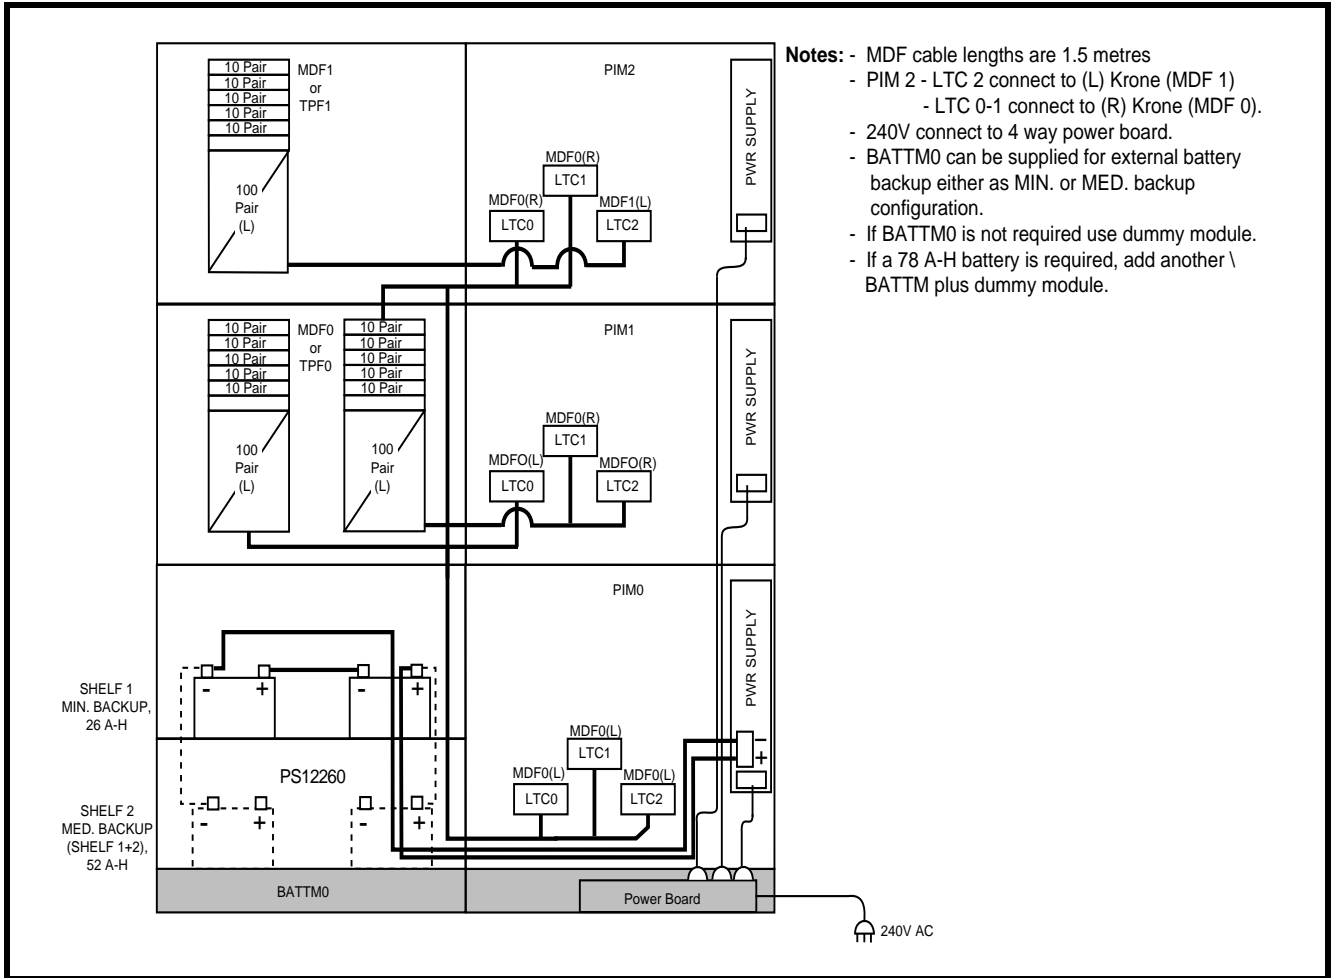 Notes: - MDF cable lengths are 1.5 metres
- PIM 2 - LTC 2 connect to (L) Krone (MDF 1)
- LTC 0-1 connect to (R) Krone (MDF 0).
- 240V connect to 4 way power board.
- BATTM0 can be supplied for external battery
backup either as MIN. or MED. backup
configuration.
- If BATTM0 is not required use dummy module.
- If a 78 A-H battery is required, add another \
BATTM plus dummy module.
10 Pair
10 Pair
10 Pair
10 Pair
10 Pair
100
Pair
(L)
MDF1
or
TPF1
PIM2
MDF0(R)
LTC1
MDF0(R)
LTC0
MDF1(L)
LTC2
PWR SUPPLY
10 Pair
10 Pair
10 Pair
10 Pair
10 Pair
100
Pair
(L)
MDF0
or
TPF0
10 Pair
10 Pair
10 Pair
10 Pair
10 Pair
100
Pair
(L)
PIM1
MDF0(R)
LTC1
MDFO(L)
LTC0
MDFO(R)
LTC2
PWR SUPPLY
SHELF 1
MIN. BACKUP,
26 A-H
- +
- +
PS12260
SHELF 2
MED. BACKUP
(SHELF 1+2),
52 A-H
- +
- +
PIM0
MDF0(L)
LTC1
MDF0(L)
LTC0
MDF0(L)
LTC2
PWR SUPPLY
-
+
BATTM0
Power Board
240V AC